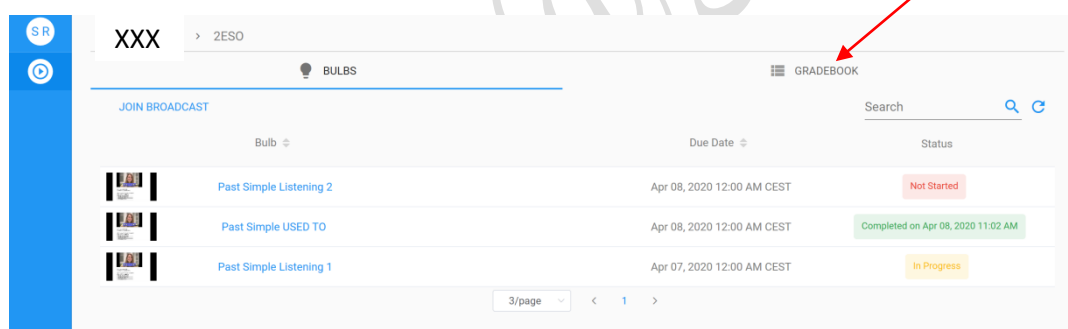 SR
XXX > 2ESO
BULBS GRADEBOOK
JOIN BROADCAST Search
Bulb Due Date Status
Past Simple Listening 2 Apr 08, 2020 12:00 AM CEST Not Started
Past Simple USED TO Apr 08, 2020 12:00 AM CEST Completed on Apr 08, 2020 11:02 AM
Past Simple Listening 1 Apr 07, 2020 12:00 AM CEST In Progress
3/page < 1 >